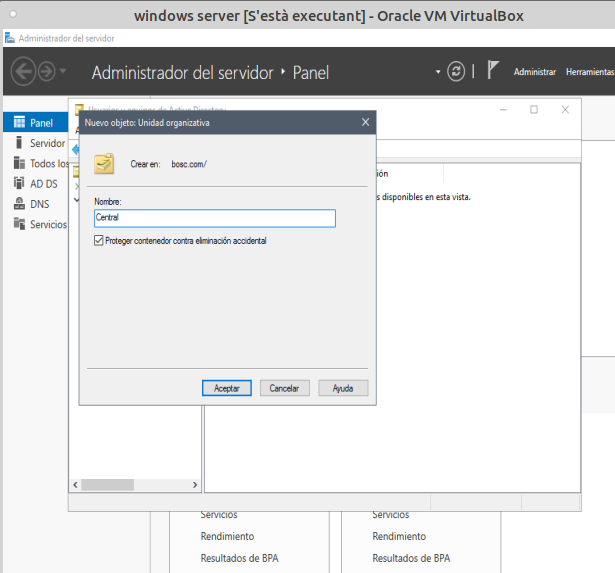 windows server [S'està executant] - Oracle VM VirtualBox
Administrador del servidor
Administrador del servidor • Panel
Administrar Herramientas
Panel
Servidor
Todos los
AD DS
DNS
Servicios
Usuarios y equipos de Active Directory
Nuevo objeto: Unidad organizativa
Crear en: bosc.com/
Nombre:
Central
Proteger contenedor contra eliminación accidental
Aceptar Cancelar Ayuda
ión
s disponibles en esta vista.
Servicios Servicios
Rendimiento Rendimiento
Resultados de BPA Resultados de BPA